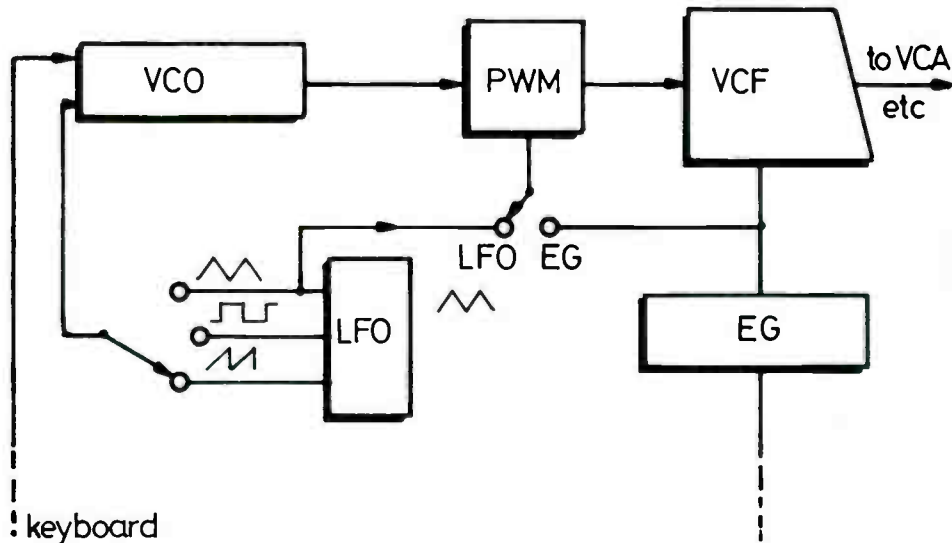 VCO
PWM
VCF
to VCA
etc
LFO EG
LFO
EG
keyboard